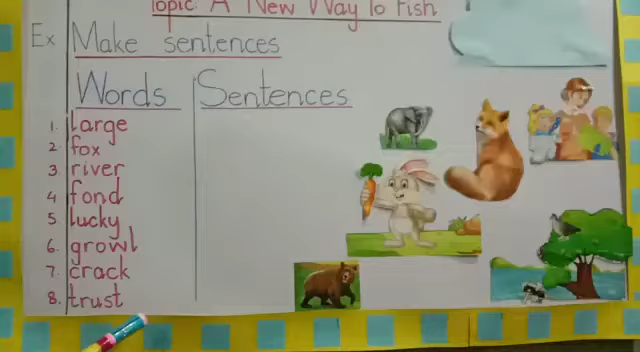 Topic: A New Way To Fish
Ex Make sentences
Words Sentences
1. large
2. fox
3. river
4 fond
5. lucky
6. growl
7. crack
8. trust